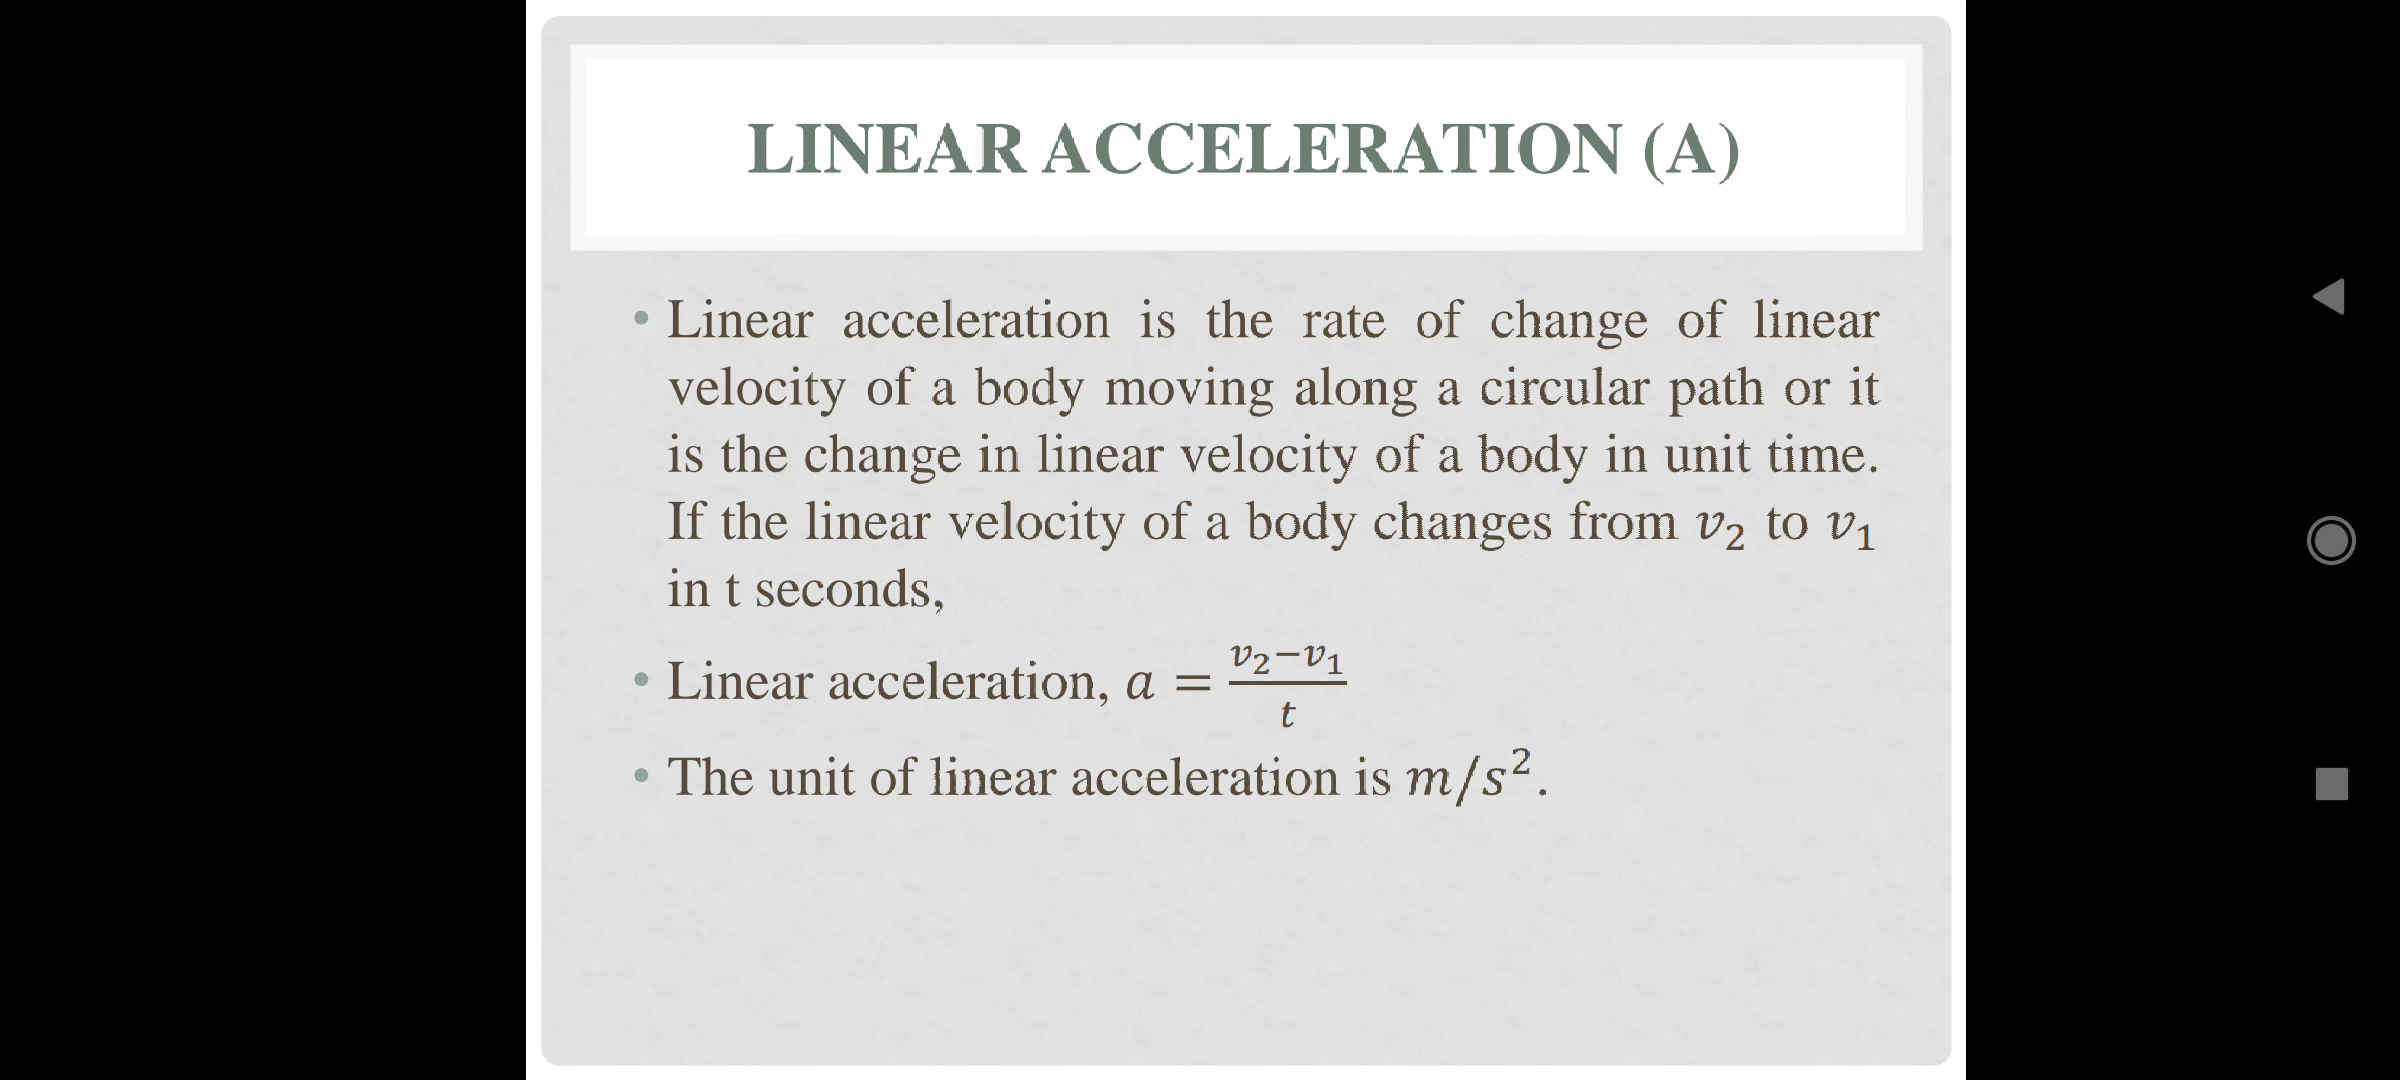 LINEAR ACCELERATION (A)
• Linear acceleration is the rate of change of linear
velocity of a body moving along a circular path or it
is the change in linear velocity of a body in unit time.
If the linear velocity of a body changes from v₂ to v₁
in t seconds,
• Linear acceleration, a = (v₂−v₁)/t
• The unit of linear acceleration is m/s².